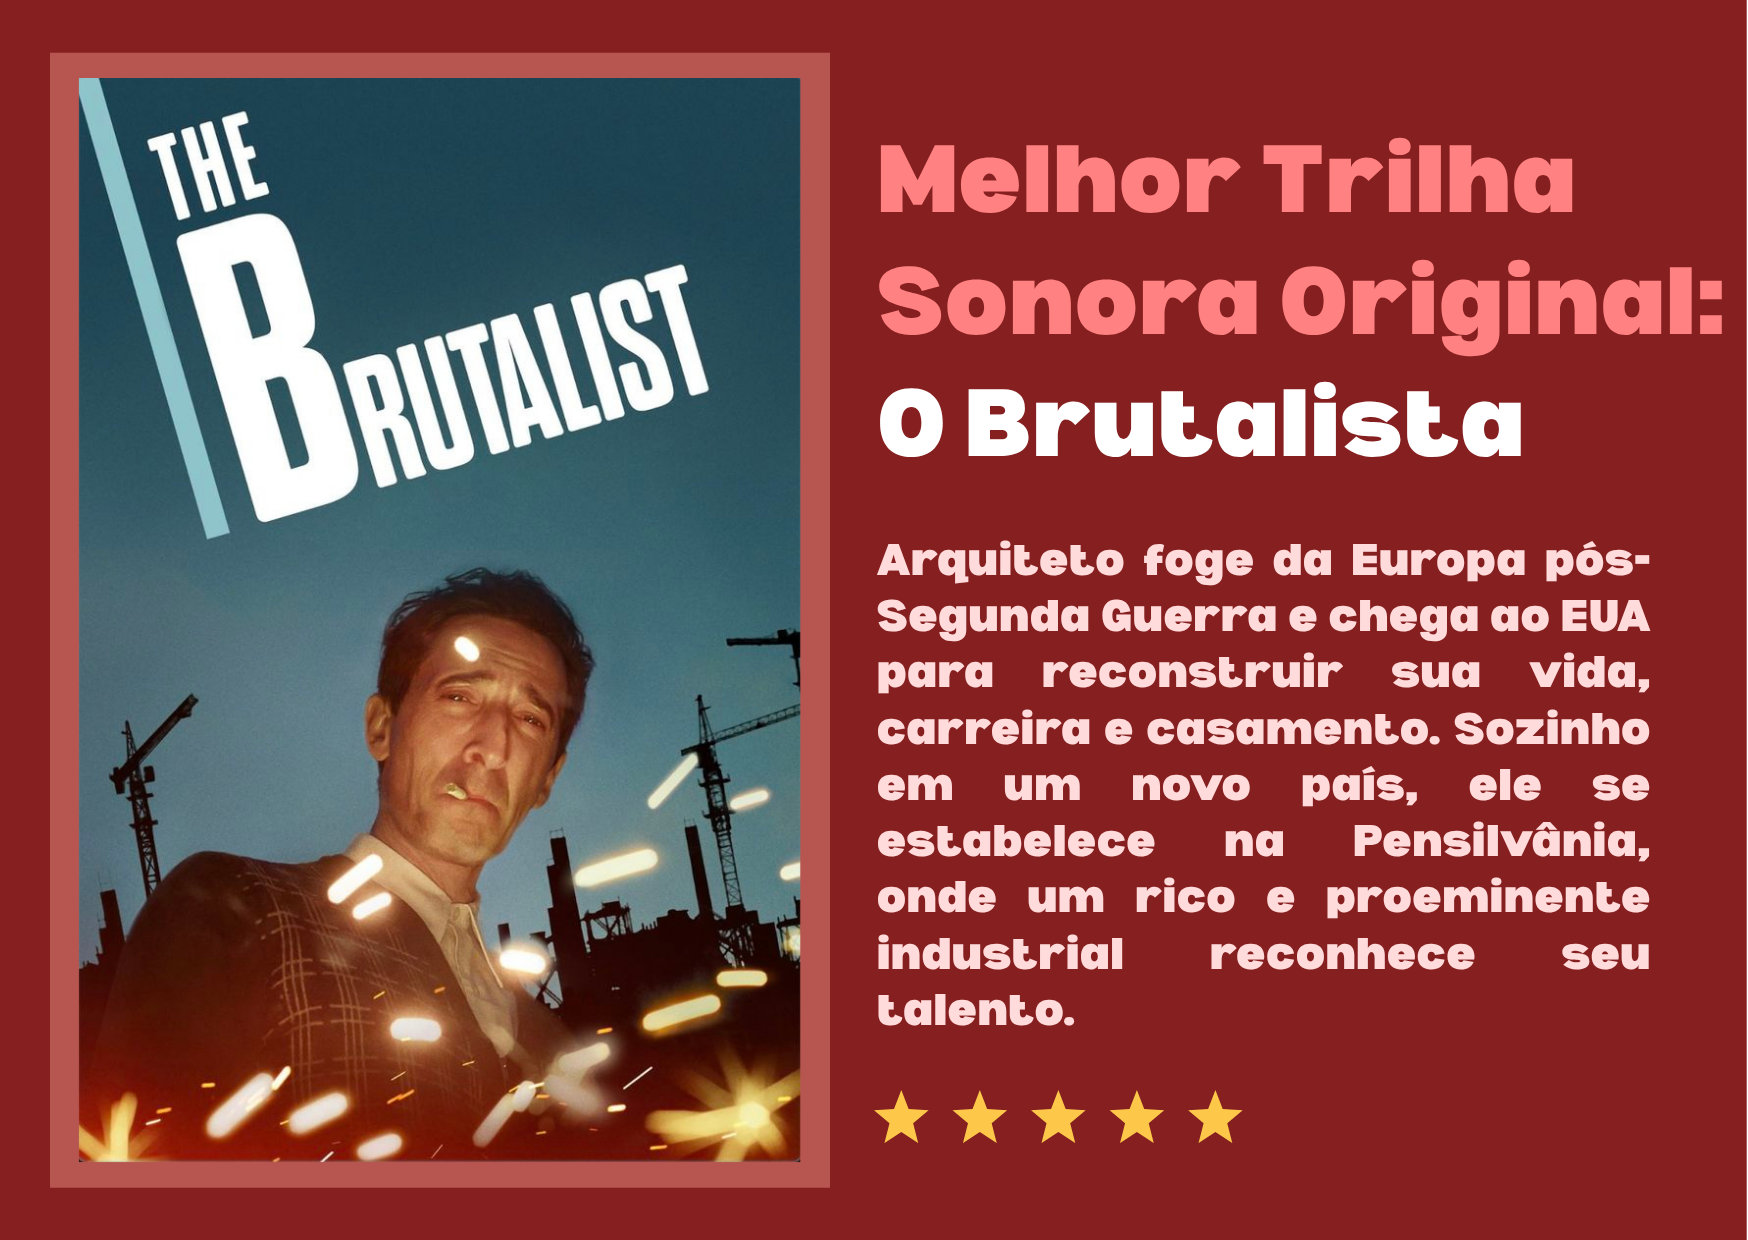 THE
BRUTALIST
Melhor Trilha
Sonora Original:
O Brutalista
Arquiteto foge da Europa pós-
Segunda Guerra e chega ao EUA
para reconstruir sua vida,
carreira e casamento. Sozinho
em um novo país, ele se
estabelece na Pensilvânia,
onde um rico e proeminente
industrial reconhece seu
talento.